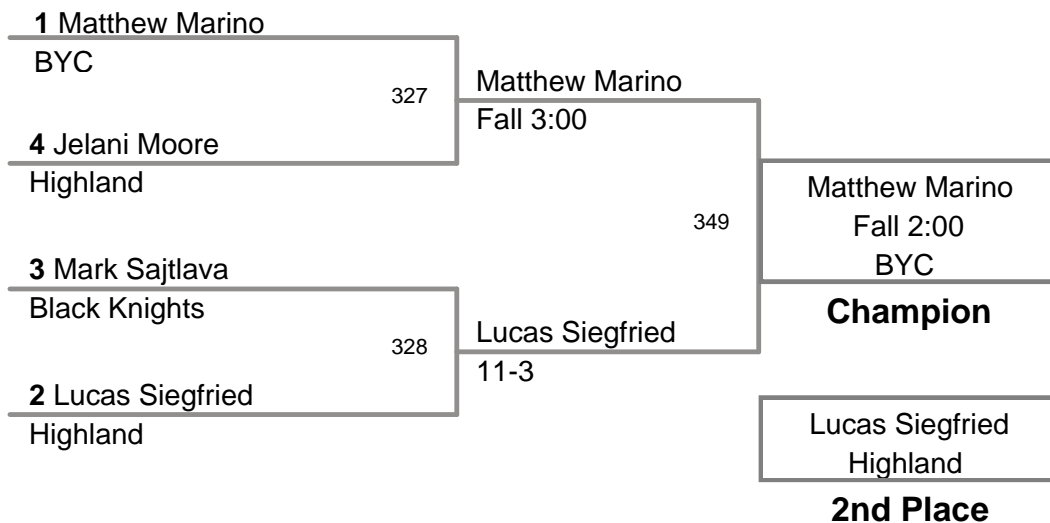 1 Matthew Marino
BYC
327
4 Jelani Moore
Highland
Matthew Marino
Fall 3:00
3 Mark Sajtlava
Black Knights
328
2 Lucas Siegfried
Highland
Lucas Siegfried
11-3
349
Matthew Marino
Fall 2:00
BYC
Champion
Lucas Siegfried
Highland
2nd Place